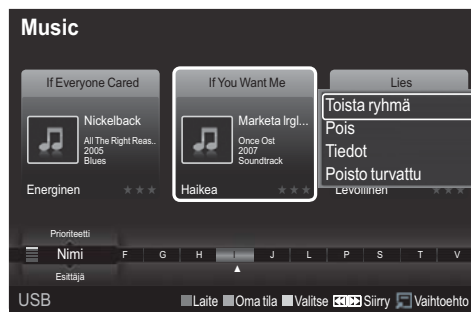 Music
If Everyone Cared
Nickelback
All The Right Reas..
2005
Blues
Energinen
If You Want Me
Marketa Irgl...
Once Ost
2007
Soundtrack
Haikea
Lies
Toista ryhmä
Pois
Tiedot
Poisto turvattu
Levollinen
Prioriteetti
Nimi F G H I J L P S T V
Esittäjä
USB Laite Oma tila Valitse Siirry Vaihtoehto